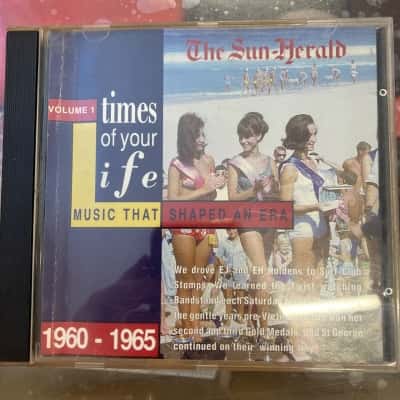 The Sun-Herald
VOLUME 1
times
of your
life
MUSIC THAT SHAPED AN ERA
We drove EJ and EH Holdens to Surf Club
Stomps. We learned the Twist watching
Bandstand each Saturday
the gentle years pre-Vietnam her
second and third Gold Medals and St George
continued on their winning
1960 - 1965